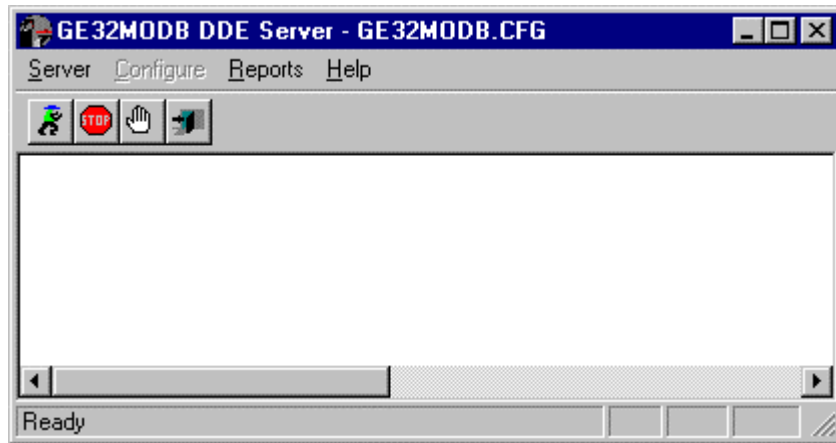 GE32MODB DDE Server - GE32MODB.CFG
Server Configure Reports Help
STOP
Ready